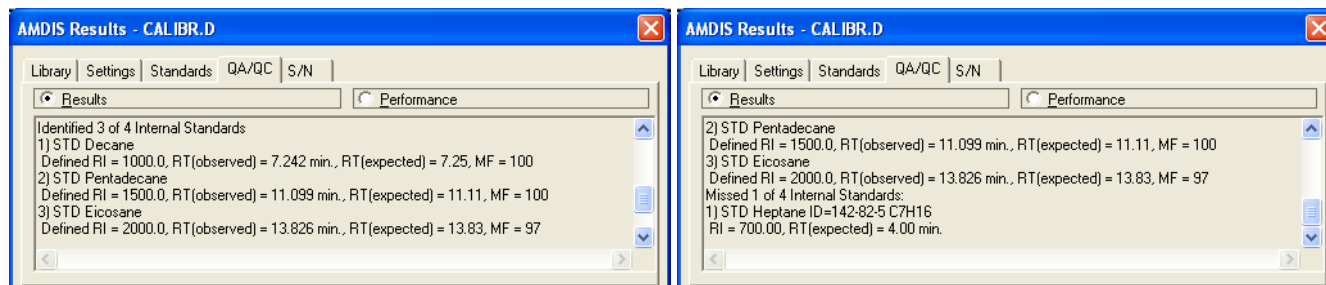 AMDIS Results - CALIBR.D
Library Settings Standards QA/QC S/N
Results Performance
Identified 3 of 4 Internal Standards
1) STD Decane
Defined RI = 1000.0, RT(observed) = 7.242 min., RT(expected) = 7.25, MF = 100
2) STD Pentadecane
Defined RI = 1500.0, RT(observed) = 11.099 min., RT(expected) = 11.11, MF = 100
3) STD Eicosane
Defined RI = 2000.0, RT(observed) = 13.826 min., RT(expected) = 13.83, MF = 97
AMDIS Results - CALIBR.D
Library Settings Standards QA/QC S/N
Results Performance
2) STD Pentadecane
Defined RI = 1500.0, RT(observed) = 11.099 min., RT(expected) = 11.11, MF = 100
3) STD Eicosane
Defined RI = 2000.0, RT(observed) = 13.826 min., RT(expected) = 13.83, MF = 97
Missed 1 of 4 Internal Standards:
1) STD Heptane ID=142-82-5 C7H16
RI = 700.00, RT(expected) = 4.00 min.